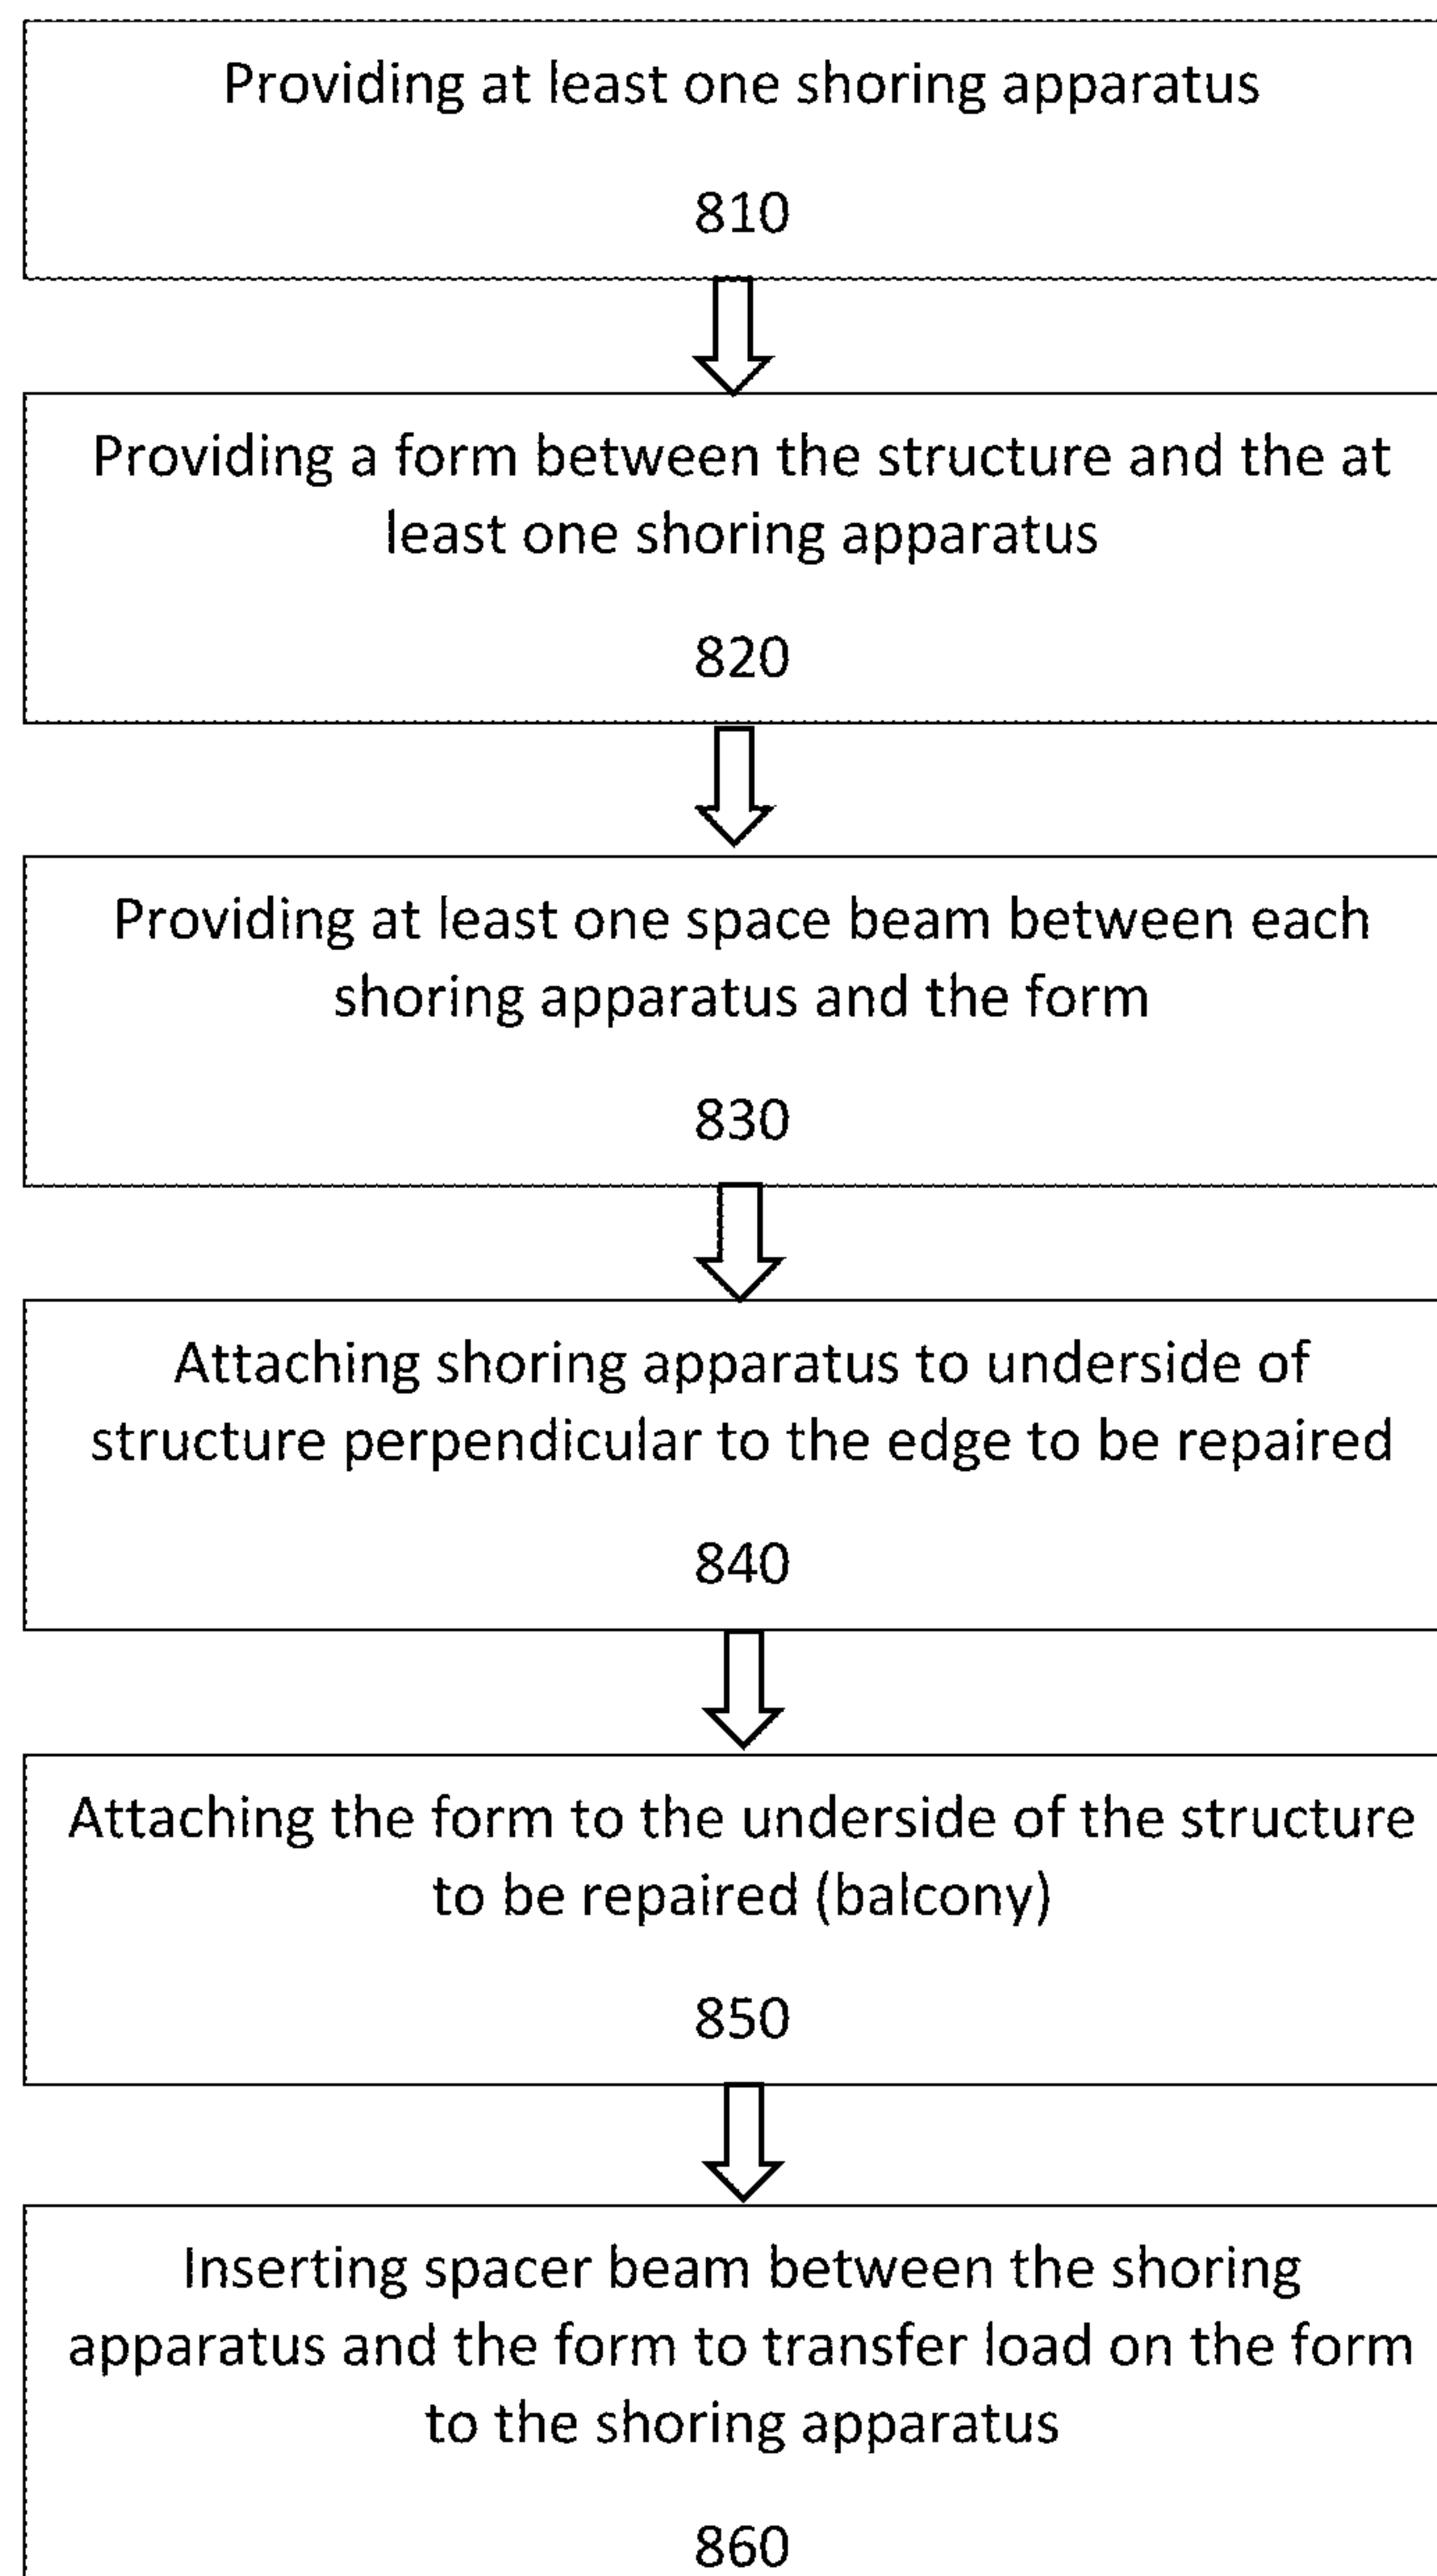 Providing at least one shoring apparatus
810
Providing a form between the structure and the at
least one shoring apparatus
820
Providing at least one space beam between each
shoring apparatus and the form
830
Attaching shoring apparatus to underside of
structure perpendicular to the edge to be repaired
840
Attaching the form to the underside of the structure
to be repaired (balcony)
850
Inserting spacer beam between the shoring
apparatus and the form to transfer load on the form
to the shoring apparatus
860